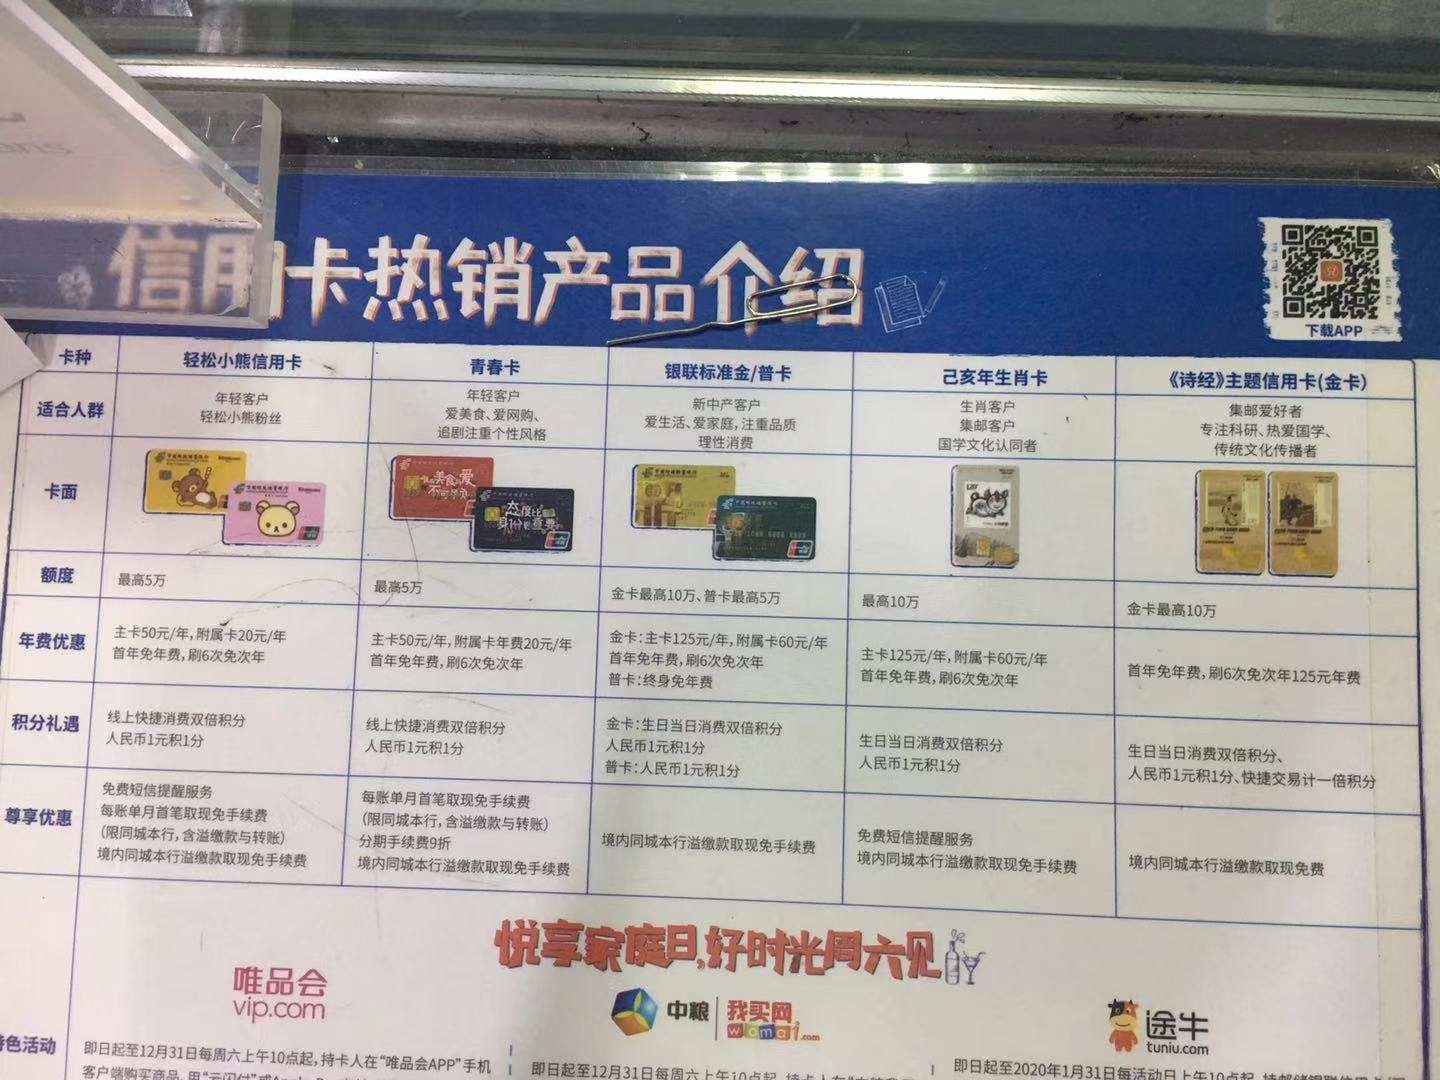 信用卡热销产品介绍
下载APP
卡种
轻松小熊信用卡
青春卡
银联标准金/普卡
己亥年生肖卡
《诗经》主题信用卡(金卡)
适合人群
年轻客户
轻松小熊粉丝
年轻客户
爱美食、爱网购、
追剧注重个性风格
新中产客户
爱生活、爱家庭,注重品质
理性消费
生肖客户
集邮客户
国学文化认同者
集邮爱好者
专注科研、热爱国学、
传统文化传播者
卡面
额度
最高5万
最高5万
金卡最高10万、普卡最高5万
最高10万
金卡最高10万
年费优惠
主卡50元/年,附属卡20元/年
首年免年费,刷6次免次年
主卡50元/年,附属卡年费20元/年
首年免年费,刷6次免次年
金卡:主卡125元/年,附属卡60元/年
首年免年费,刷6次免次年
普卡:终身免年费
主卡125元/年,附属卡60元/年
首年免年费,刷6次免次年
首年免年费,刷6次免次年125元年费
积分礼遇
线上快捷消费双倍积分
人民币1元积1分
线上快捷消费双倍积分
人民币1元积1分
金卡:生日当日消费双倍积分
人民币1元积1分
普卡:人民币1元积1分
生日当日消费双倍积分
人民币1元积1分
生日当日消费双倍积分、
人民币1元积1分、快捷交易计一倍积分
尊享优惠
免费短信提醒服务
每账单月首笔取现免手续费
(限同城本行,含溢缴款与转账)
境内同城本行溢缴款取现免手续费
每账单月首笔取现免手续费
(限同城本行,含溢缴款与转账)
分期手续费9折
境内同城本行溢缴款取现免手续费
境内同城本行溢缴款取现免手续费
免费短信提醒服务
境内同城本行溢缴款取现免手续费
境内同城本行溢缴款取现免费
悦享家庭日,好时光周六见
唯品会
vip.com
中粮
我买网
womai.com
途牛
tuniu.com
特色活动
即日起至12月31日每周六上午10点起,持卡人在“唯品会APP”手机
客户端购买商品,用“云闪付”或
即日起至12月31日每周六上午10点起,持卡人在
即日起至2020年1月31日每活动日上午10点起,持邮储银联信用卡